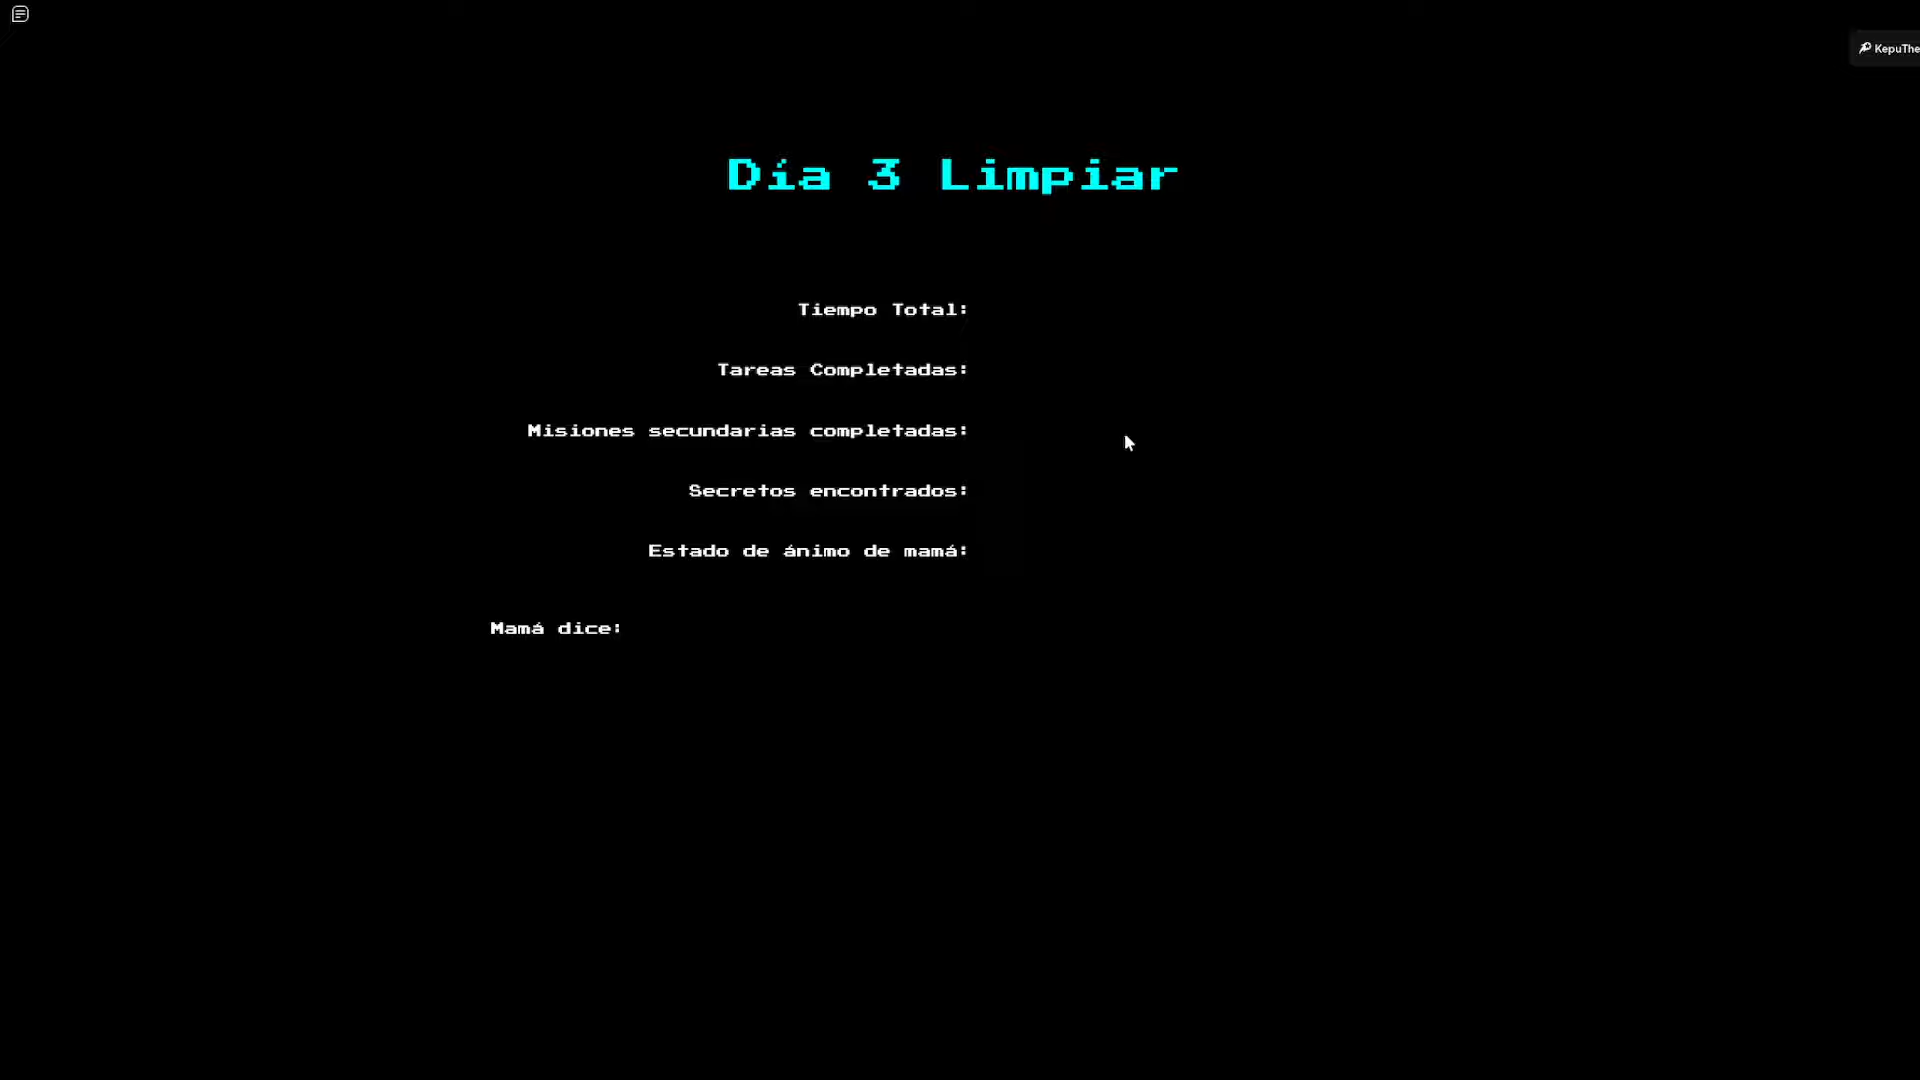 KepuThe
Día 3 Limpiar
Tiempo Total:
Tareas Completadas:
Misiones secundarias completadas:
Secretos encontrados:
Estado de ánimo de mamá:
Mamá dice: